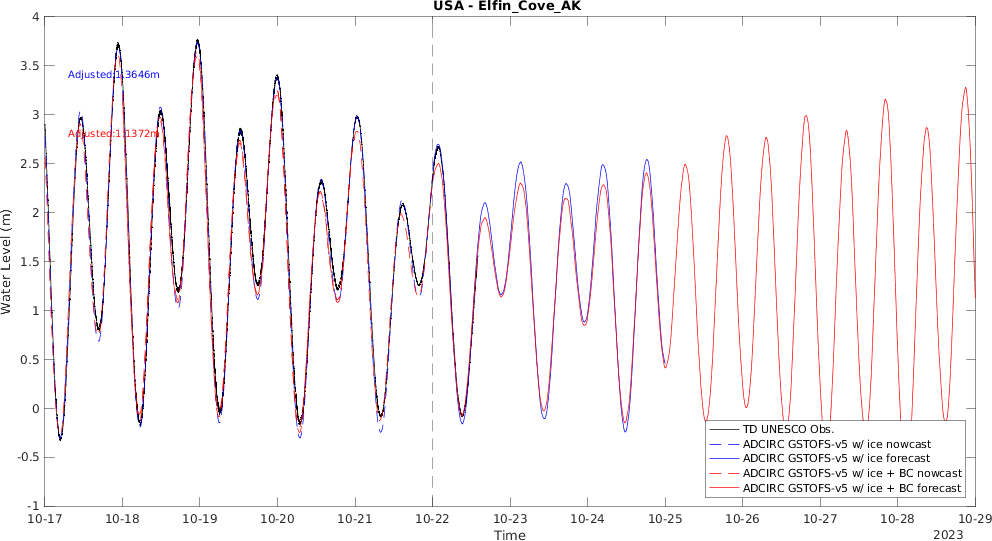 USA - Elfin_Cove_AK
4
3.5
3
2.5
2
1.5
1
0.5
0
-0.5
-1
Water Level (m)
Adjusted:1.3646m
Adjusted:1.1372m
TD UNESCO Obs.
ADCIRC GSTOFS-v5 w/ ice nowcast
ADCIRC GSTOFS-v5 w/ ice forecast
ADCIRC GSTOFS-v5 w/ ice + BC nowcast
ADCIRC GSTOFS-v5 w/ ice + BC forecast
10-17 10-18 10-19 10-20 10-21 10-22 10-23 10-24 10-25 10-26 10-27 10-28 10-29
Time
2023